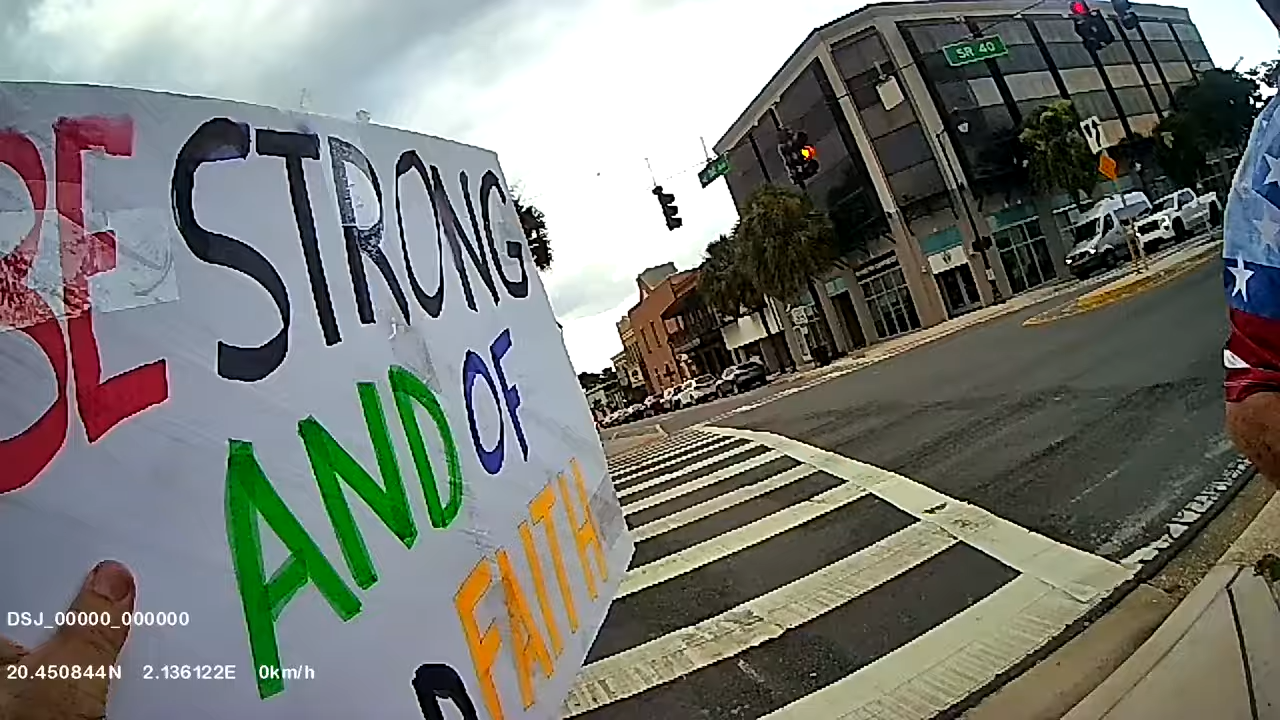 BE STRONG
AND OF
FAITH
SR 40
DSJ_00000_000000
20.450844N 2.136122E 0km/h